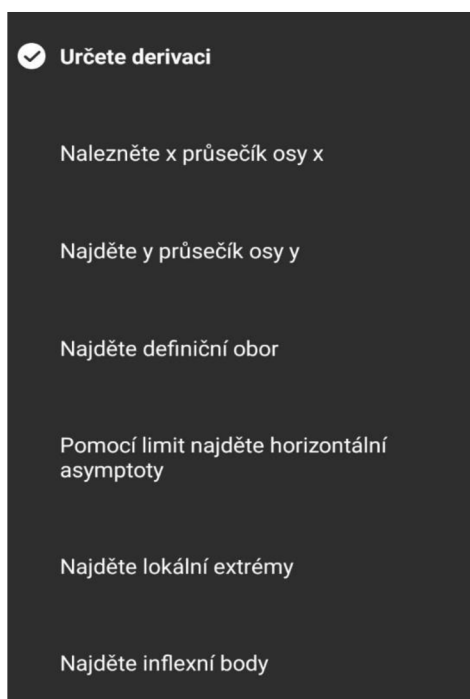 Určete derivaci
Nalezněte x průsečík osy x
Najděte y průsečík osy y
Najděte definiční obor
Pomocí limit najděte horizontální
asymptoty
Najděte lokální extrémy
Najděte inflexní body